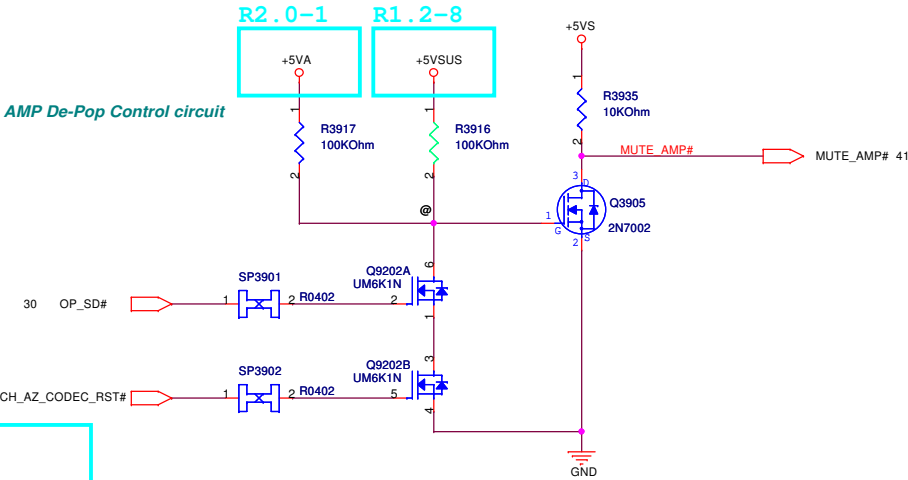 R2.0-1
R1.2-8
+5VS
+5VA
+5VSUS
1
AMP De-Pop Control circuit
1
1
R3935
10KOhm
R3917
100KOhm
R3916
100KOhm
2
MUTE_AMP#
MUTE_AMP# 41
2
2
3
D
@
Q3905
1
G
2N7002
2
S
6
Q9202A
UM6K1N
SP3901
30 OP_SD#
1
2
R0402
2
1
3
Q9202B
UM6K1N
SP3902
CH_AZ_CODEC_RST#
1
2
R0402
5
4
GND